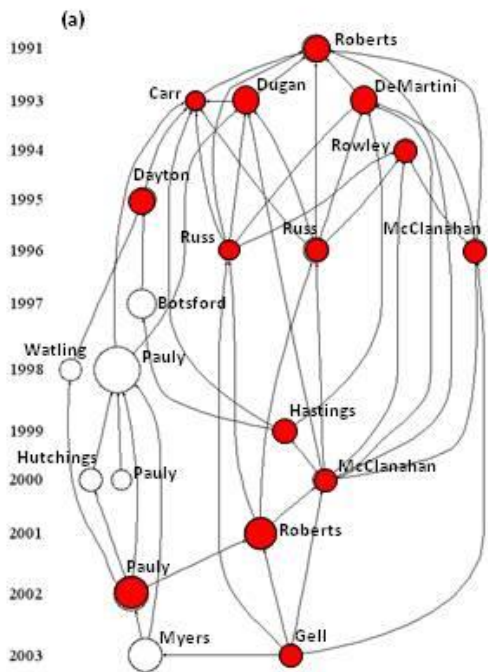 (a)
1991 Roberts
1993 Carr Dugan DeMartini
1994 Rowley
1995 Dayton
1996 Russ Russ McClanahan
1997 Botsford
1998 Watling Pauly
1999 Hastings
2000 Hutchings Pauly McClanahan
2001 Roberts
2002 Pauly
2003 Myers Gell